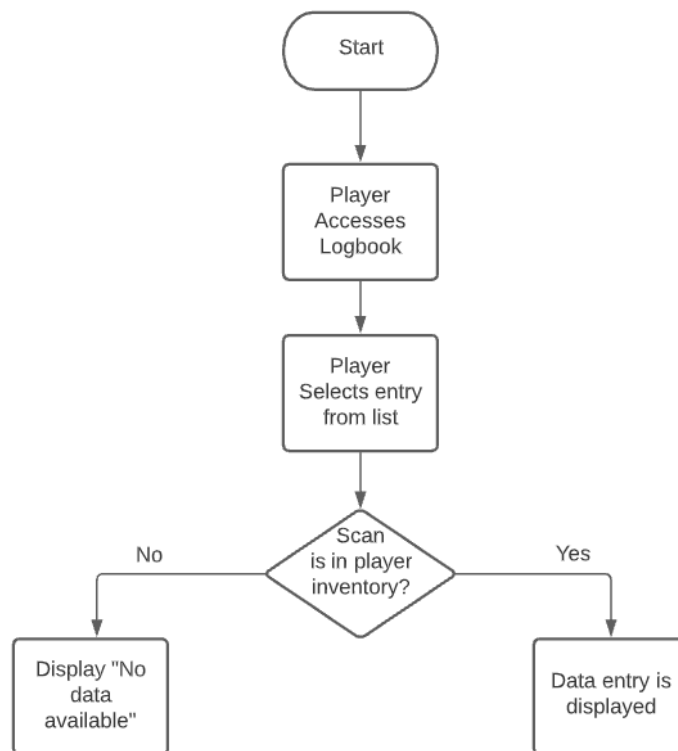 Start
Player
Accesses
Logbook
Player
Selects entry
from list
Scan
is in player
inventory?
No
Yes
Display "No
data
available"
Data entry is
displayed